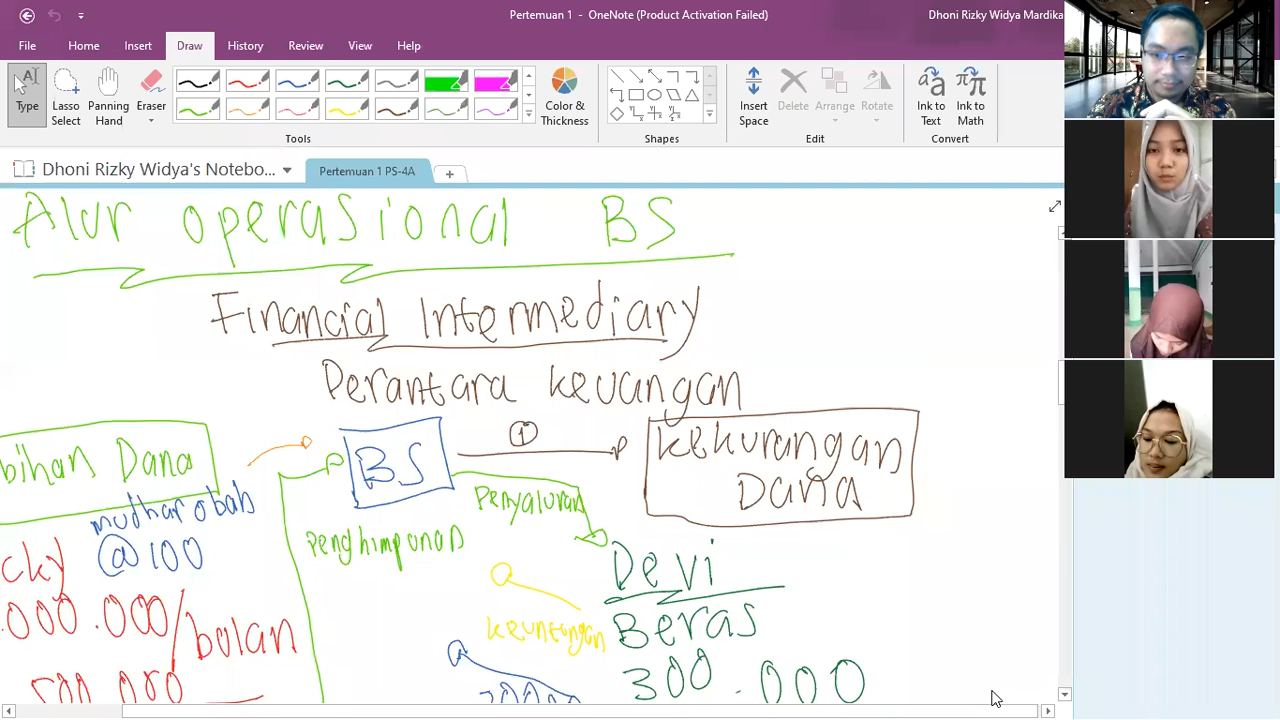 Pertemuan 1 - OneNote (Product Activation Failed)
Dhoni Rizky Widya Mardika
File Home Insert Draw History Review View Help
Type
Lasso Select
Panning Hand
Eraser
Color & Thickness
Insert Space
Delete
Arrange
Rotate
Ink to Text
Ink to Math
Tools
Shapes
Edit
Convert
Dhoni Rizky Widya's Notebo...
Pertemuan 1 PS-4A
Alur operasional BS
Financial Intermediary
Perantara keuangan
bihan Dana
BS
1
kekurangan
Dana
mudharobah
@100
penghimpunan
Penyaluran
cky
.000.000/bulan
500.000
Devi
Beras
300.000
keuntungan